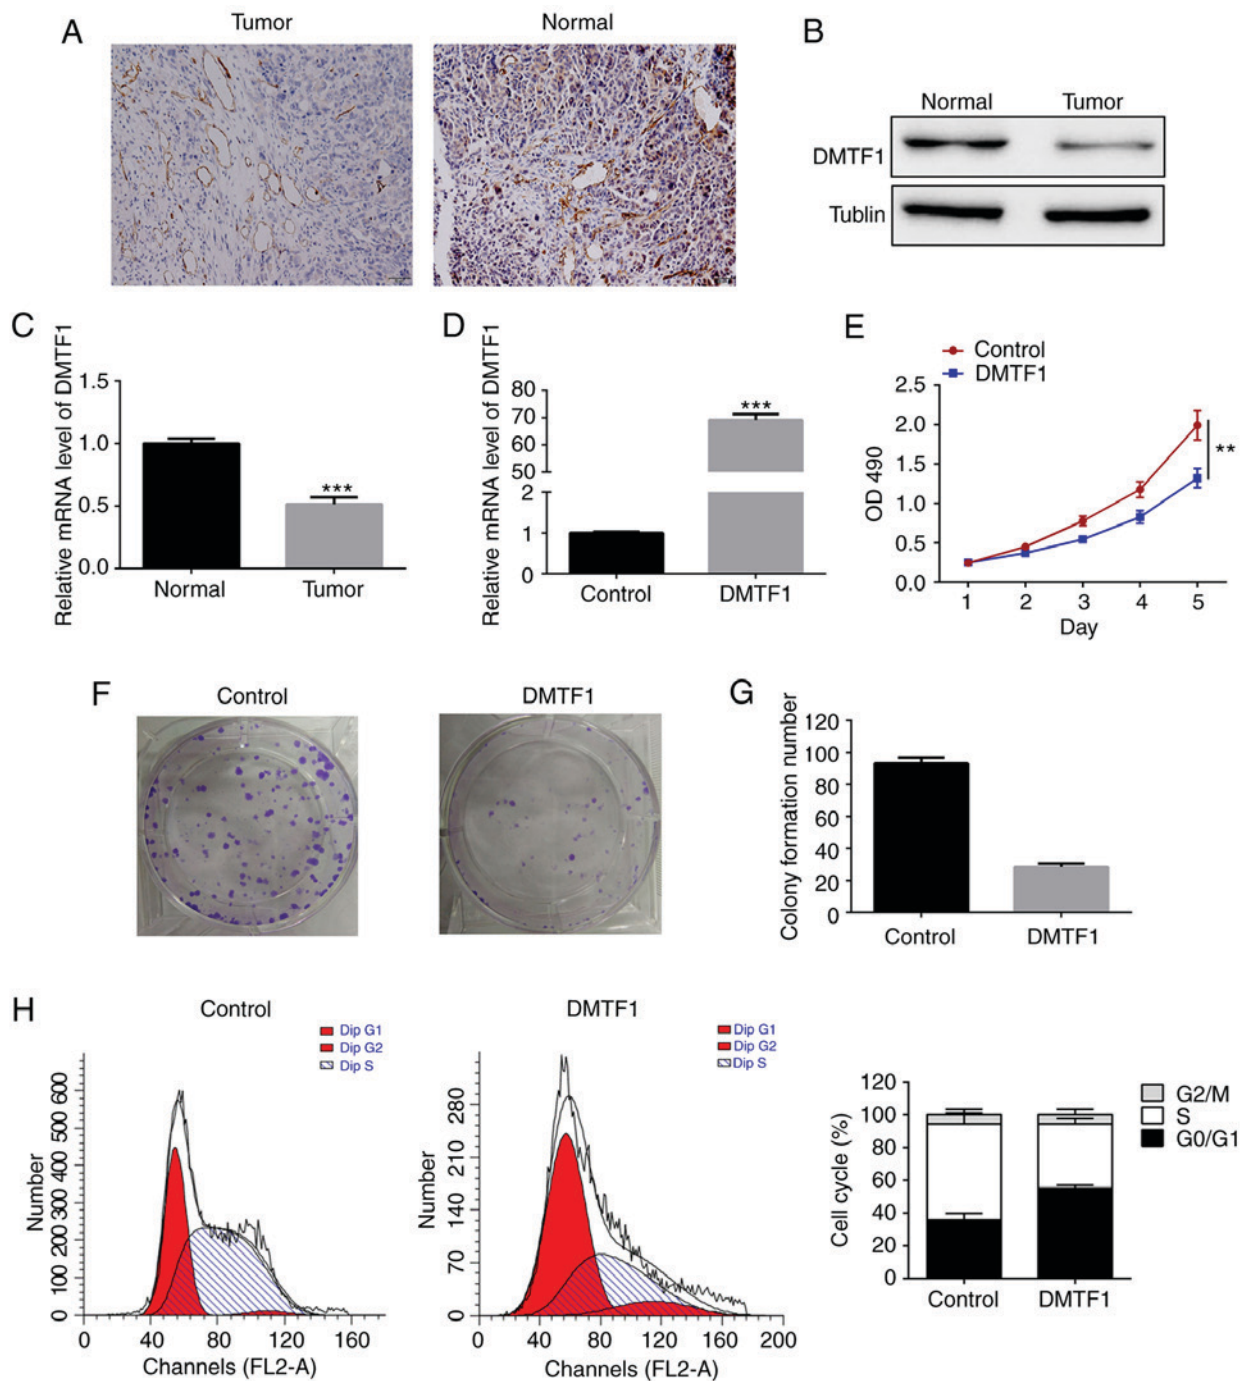 A
Tumor
Normal
B
Normal Tumor
DMTF1
Tublin
C
Relative mRNA level of DMTF1
1.5
1.0
0.5
0.0
***
Normal Tumor
D
Relative mRNA level of DMTF1
80
70
60
50
2
1
0
***
Control DMTF1
E
Control
DMTF1
OD 490
2.5
2.0
1.5
1.0
0.5
0.0
**
1 2 3 4 5
Day
F
Control
DMTF1
G
Colony formation number
120
100
80
60
40
20
0
Control DMTF1
H
Control
Dip G1
Dip G2
Dip S
Number
0 100 200 300 400 500 600
0 40 80 120 160
Channels (FL2-A)
DMTF1
Dip G1
Dip G2
Dip S
Number
0 70 140 210 280
0 40 80 120 160 200
Channels (FL2-A)
Cell cycle (%)
120
100
80
60
40
20
0
Control DMTF1
G2/M
S
G0/G1